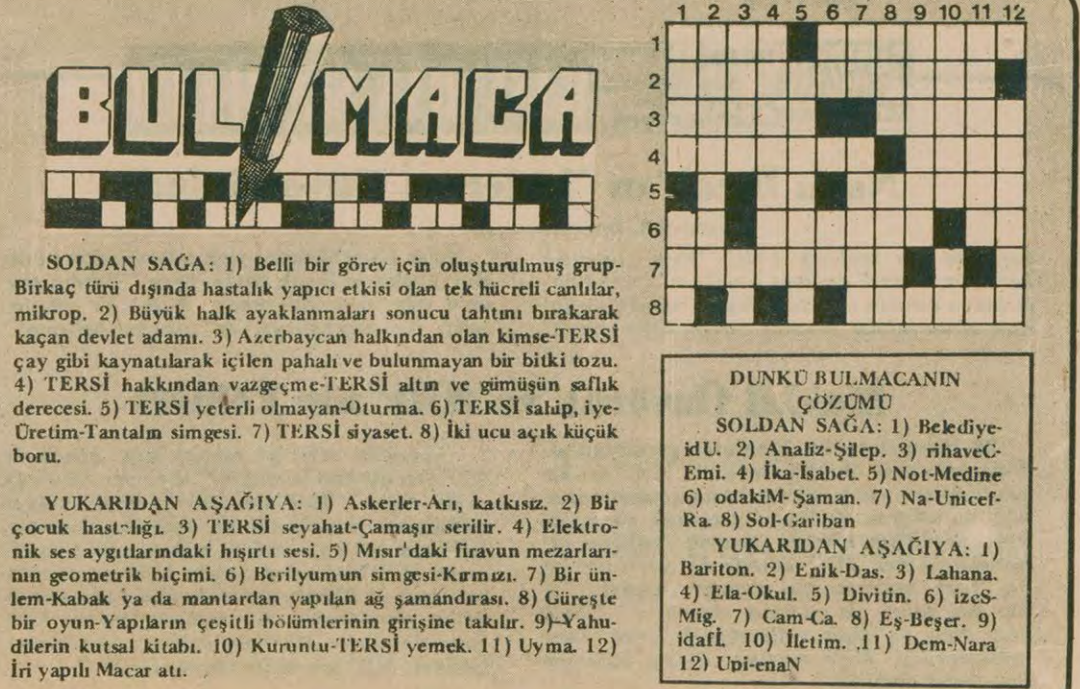 BULMACA
1 2 3 4 5 6 7 8 9 10 11 12
1
2
3
4
5
6
7
8
SOLDAN SAĞA: 1) Belli bir görev için oluşturulmuş grup-
Birkaç türü dışında hastalık yapıcı etkisi olan tek hücreli canlılar,
mikrop. 2) Büyük halk ayaklanmaları sonucu tahtını bırakarak
kaçan devlet adamı. 3) Azerbaycan halkından olan kimse-TERSİ
çay gibi kaynatılarak içilen pahalı ve bulunmayan bir bitki tozu.
4) TERSİ hakkından vazgeçme-TERSİ altın ve gümüşün saflık
derecesi. 5) TERSİ yeterli olmayan-Oturma. 6) TERSİ sahip, iye-
Üretim-Tantalın simgesi. 7) TERSİ siyaset. 8) İki ucu açık küçük
boru.
YUKARIDAN AŞAĞIYA: 1) Askerler-Arı, katkısız. 2) Bir
çocuk hastalığı. 3) TERSİ seyahat-Çamaşır serilir. 4) Elektro-
nik ses aygıtlarındaki hışırtı sesi. 5) Mısır'daki firavun mezarları-
nın geometrik biçimi. 6) Berilyumun simgesi-Kırmızı. 7) Bir ün-
lem-Kabak ya da mantardan yapılan ağ şamandırası. 8) Güreşte
bir oyun-Yapıların çeşitli bölümlerinin girişine takılır. 9)-Yahu-
dilerin kutsal kitabı. 10) Kuruntu-TERSİ yemek. 11) Uyma. 12)
İri yapılı Macar atı.
DUNKÜ BULMACANIN
ÇÖZÜMÜ
SOLDAN SAĞA: 1) Belediye-
idU. 2) Analiz-Şilep. 3) rihaveC-
Emi. 4) İka-İsabet. 5) Not-Medine
6) odakiM-Şaman. 7) Na-Unicef-
Ra. 8) Sol-Gariban
YUKARIDAN AŞAĞIYA: 1)
Bariton. 2) Enik-Das. 3) Lahana.
4) Ela-Okul. 5) Divitin. 6) izeS-
Mig. 7) Cam-Ca. 8) Eş-Beşer. 9)
idafİ. 10) İletim. .11) Dem-Nara
12) Upi-enaN